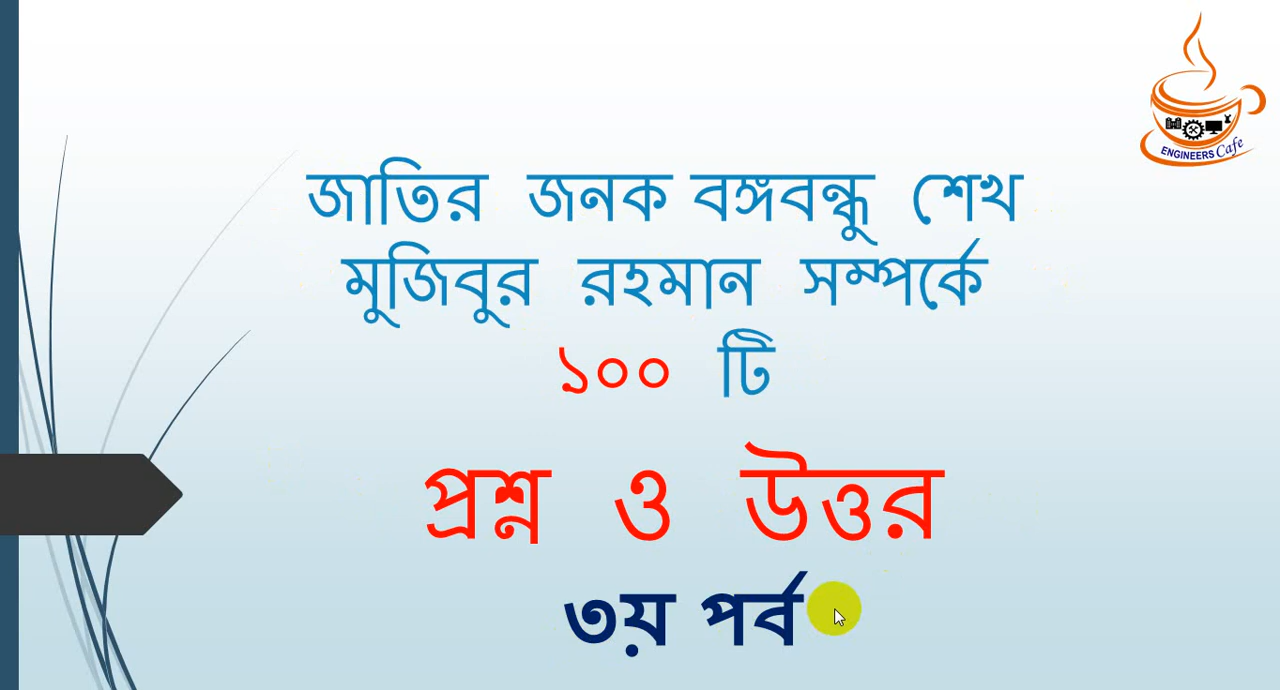 ENGINEERS Cafe
জাতির জনক বঙ্গবন্ধু শেখ
মুজিবুর রহমান সম্পর্কে
১০০ টি
প্রশ্ন ও উত্তর
৩য় পর্ব